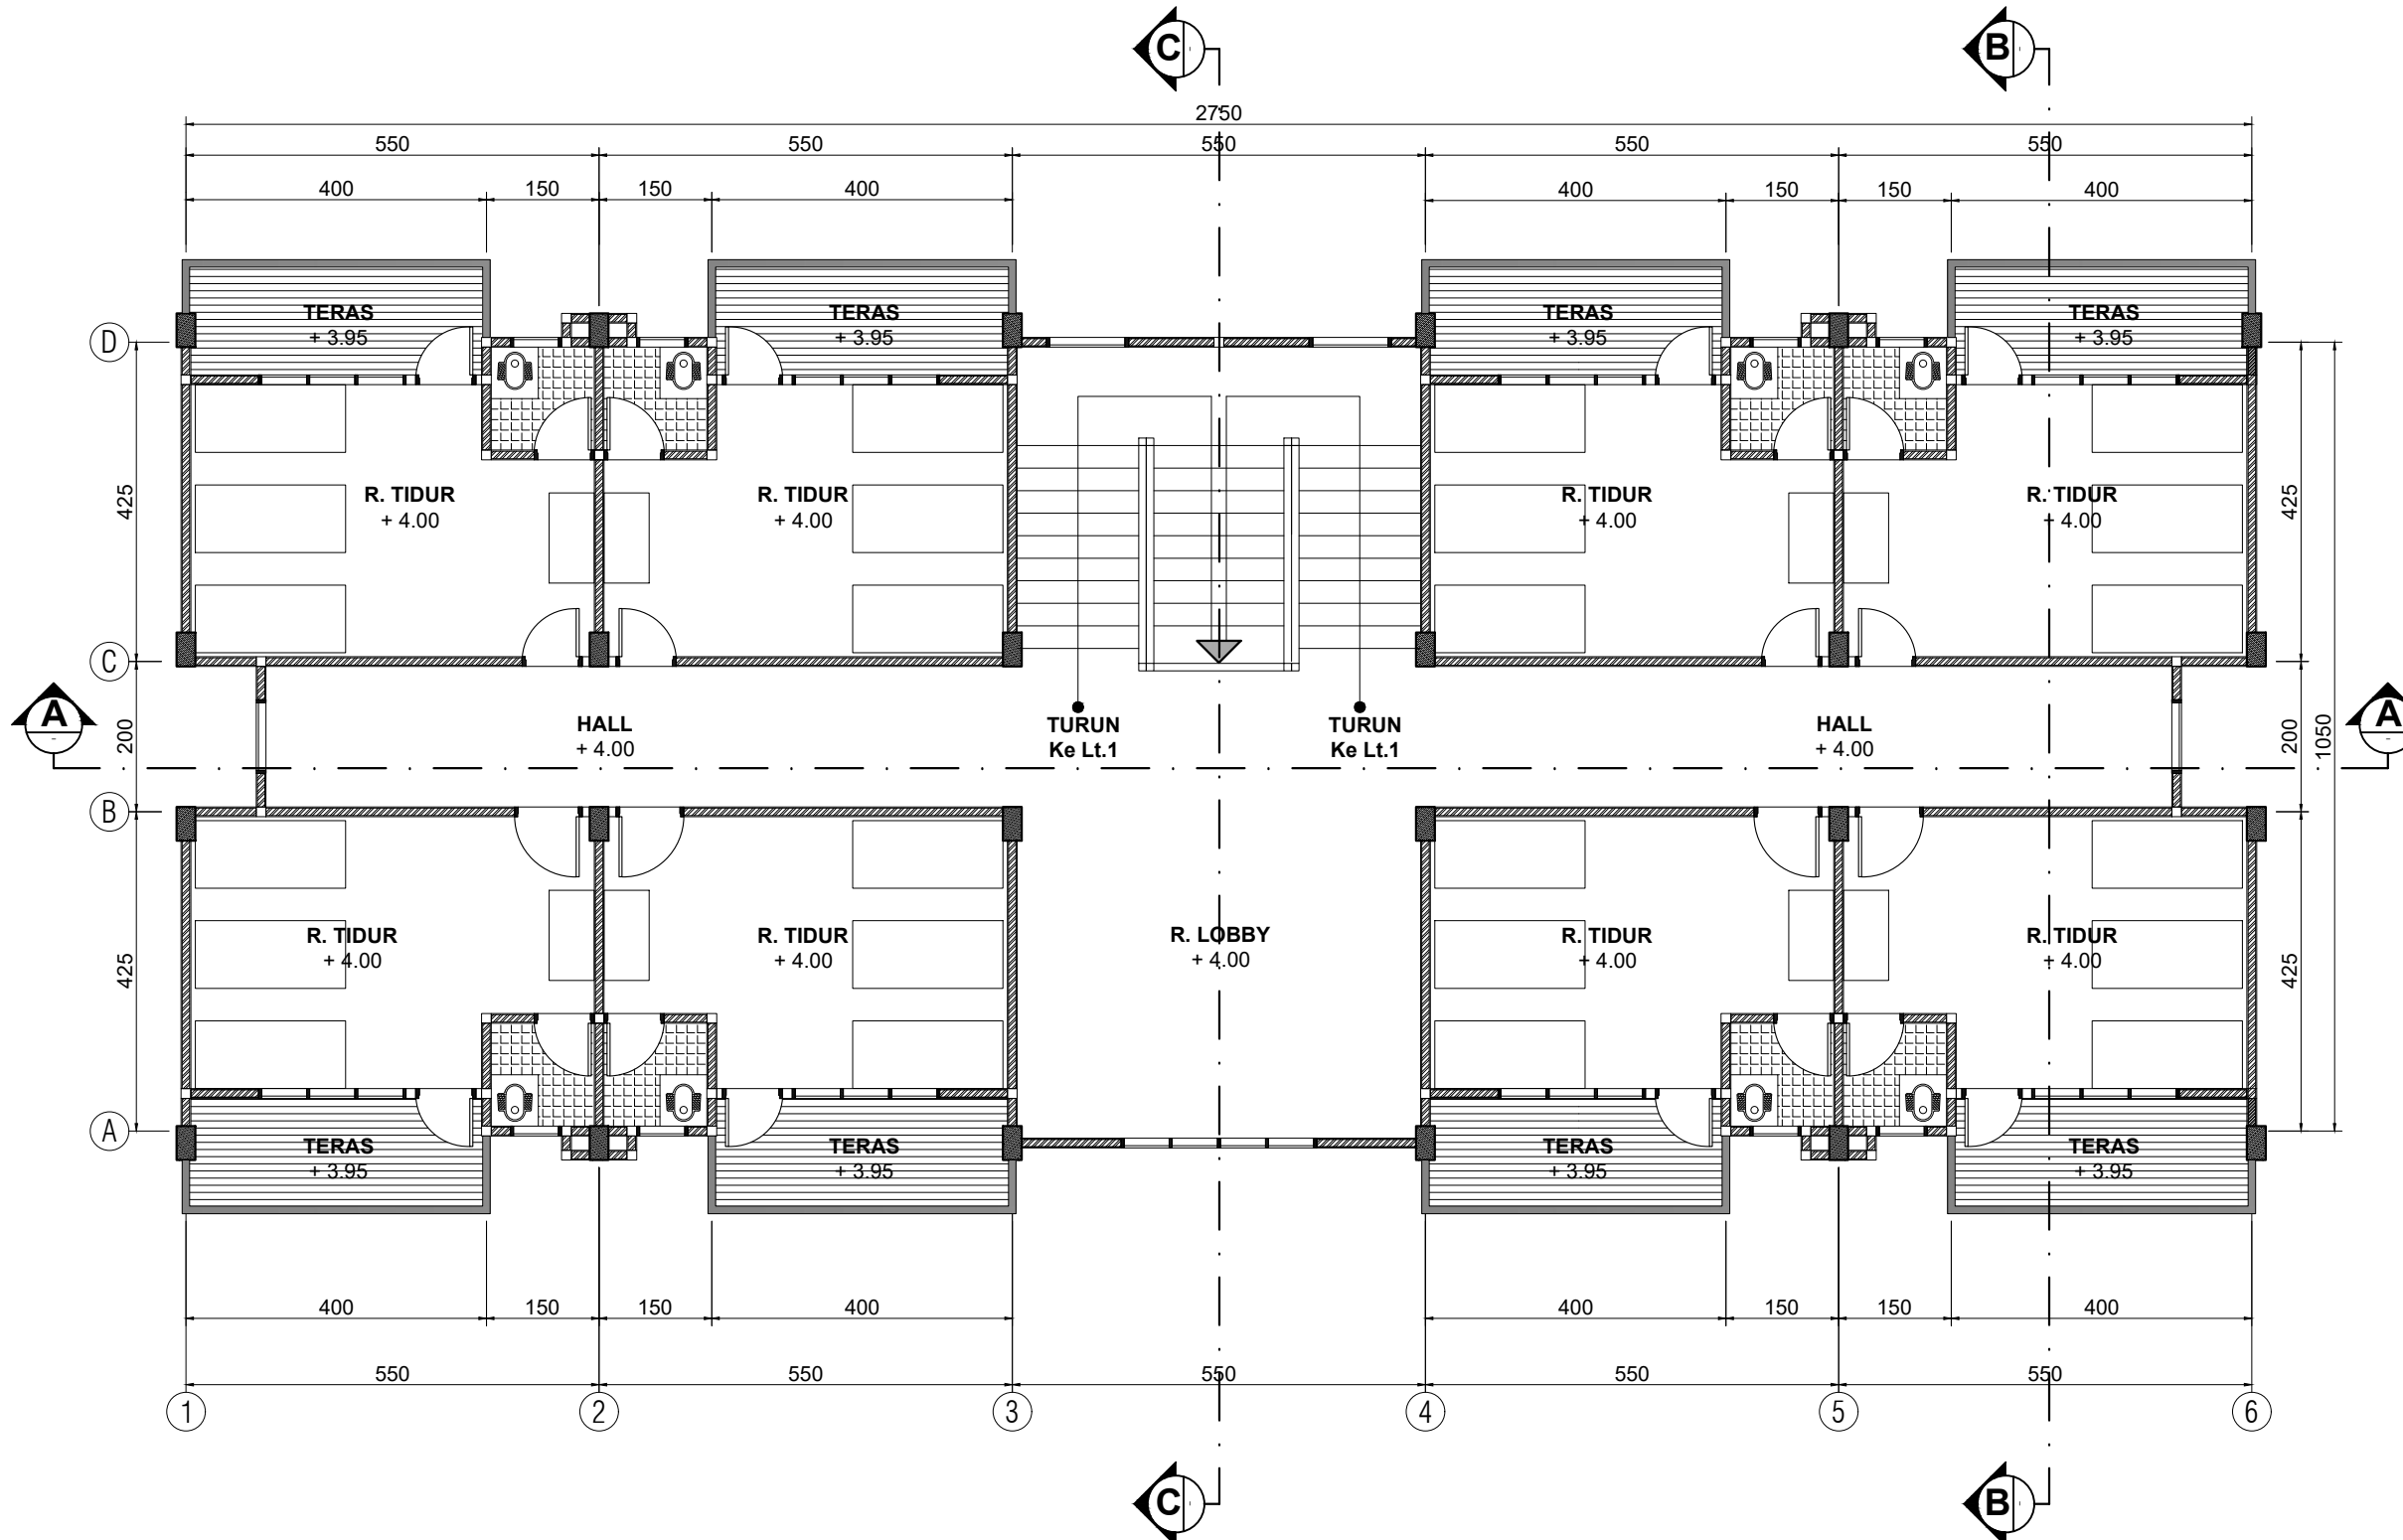 C
B
2750
550 550 550 550 550
400 150 150 400 400 150 150 400
TERAS TERAS TERAS TERAS
+ 3.95 + 3.95 + 3.95 + 3.95
D
R. TIDUR R. TIDUR R. TIDUR R. TIDUR
+ 4.00 + 4.00 + 4.00 + 4.00
425 425
C
A A
HALL TURUN TURUN HALL
+ 4.00 Ke Lt.1 Ke Lt.1 + 4.00
200 200 1050
B
R. TIDUR R. TIDUR R. LOBBY R. TIDUR R. TIDUR
+ 4.00 + 4.00 + 4.00 + 4.00 + 4.00
425 425
A
TERAS TERAS TERAS TERAS
+ 3.95 + 3.95 + 3.95 + 3.95
400 150 150 400 400 150 150 400
550 550 550 550 550
1 2 3 4 5 6
C
B